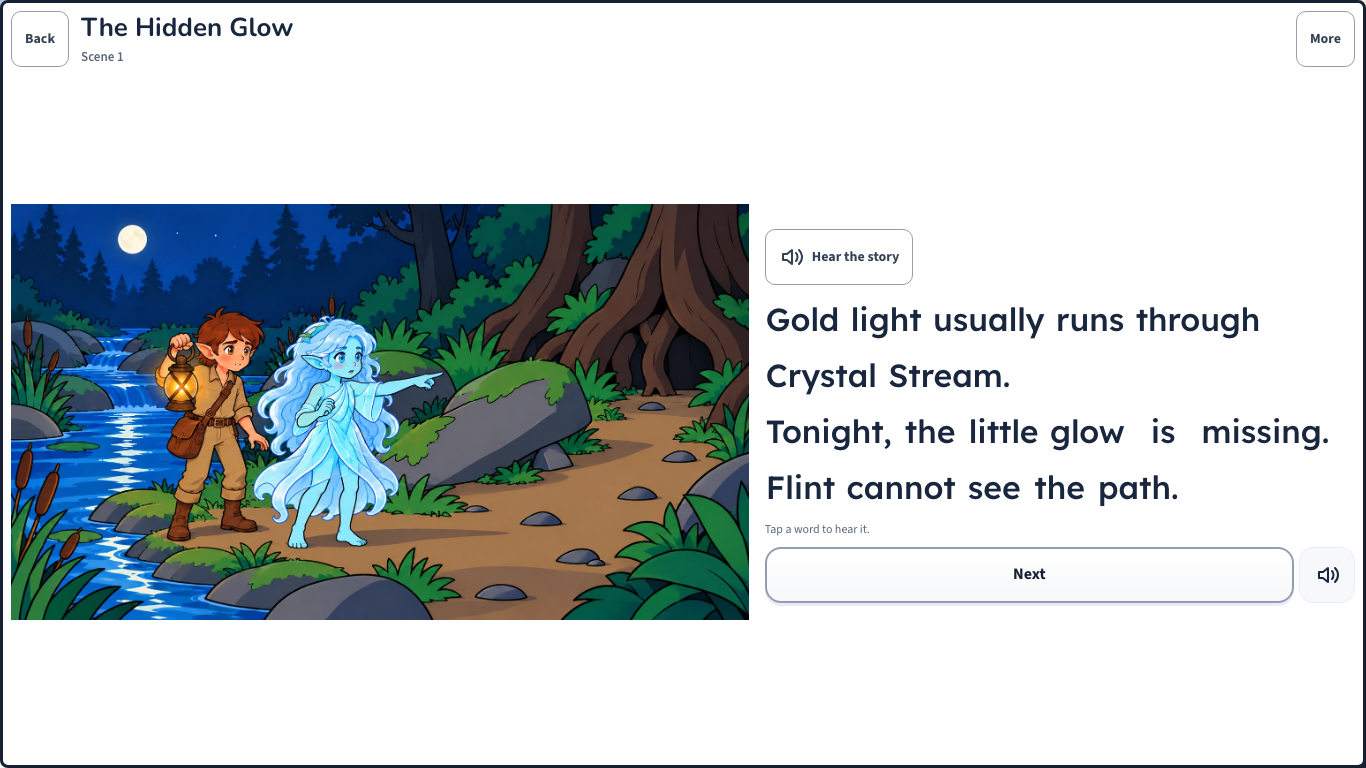 Back
The Hidden Glow
Scene 1
More
Hear the story
Gold light usually runs through
Crystal Stream.
Tonight, the little glow is missing.
Flint cannot see the path.
Tap a word to hear it.
Next